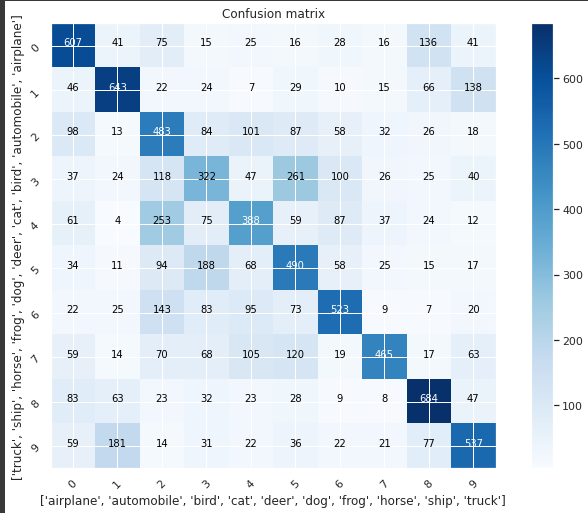 Confusion matrix
['truck', 'ship', 'horse', 'frog', 'dog', 'deer', 'cat', 'bird', 'automobile', 'airplane']
0 607 41 75 15 25 16 28 16 136 41
1 46 643 22 24 7 29 10 15 66 138
2 98 13 483 84 101 87 58 32 26 18
3 37 24 118 322 47 261 100 26 25 40
4 61 4 253 75 388 59 87 37 24 12
5 34 11 94 188 68 490 58 25 15 17
6 22 25 143 83 95 73 523 9 7 20
7 59 14 70 68 105 120 19 465 17 63
8 83 63 23 32 23 28 9 8 684 47
9 59 181 14 31 22 36 22 21 77 537
0 1 2 3 4 5 6 7 8 9
['airplane', 'automobile', 'bird', 'cat', 'deer', 'dog', 'frog', 'horse', 'ship', 'truck']
600
500
400
300
200
100